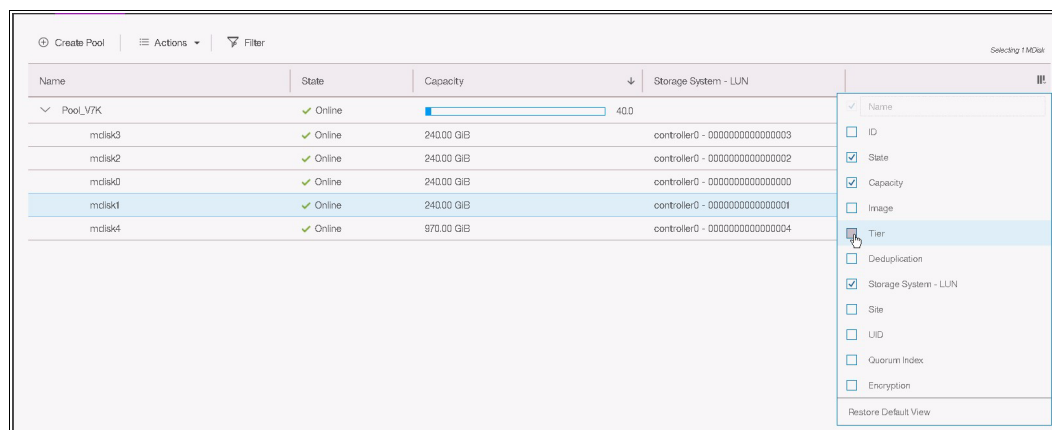 Create Pool Actions Filter
Selecting 1 MDisk
Name State Capacity Storage System - LUN
Pool_V7K Online 40.0
mdisk3 Online 240.00 GiB controller0 - 0000000000000003
mdisk2 Online 240.00 GiB controller0 - 0000000000000002
mdisk0 Online 240.00 GiB controller0 - 0000000000000000
mdisk1 Online 240.00 GiB controller0 - 0000000000000001
mdisk4 Online 970.00 GiB controller0 - 0000000000000004
Name
ID
State
Capacity
Image
Tier
Deduplication
Storage System - LUN
Site
UID
Quorum Index
Encryption
Restore Default View